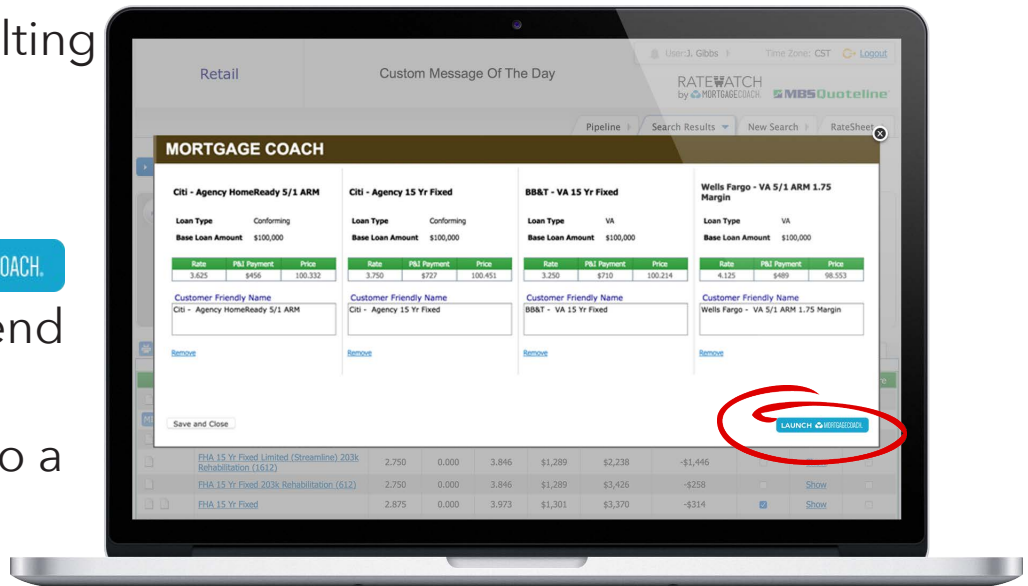 lting
OACH.
end
o a
User: J. Gibbs
Time Zone: CST
Logout
Retail
Custom Message Of The Day
RATEWATCH
by MORTGAGECOACH.
MBSQuoteline
Pipeline
Search Results
New Search
RateSheet
MORTGAGE COACH
Citi - Agency HomeReady 5/1 ARM
Loan Type Conforming
Base Loan Amount $100,000
Rate P&I Payment Price
3.625 $456 100.332
Customer Friendly Name
Citi - Agency HomeReady 5/1 ARM
Remove
Citi - Agency 15 Yr Fixed
Loan Type Conforming
Base Loan Amount $100,000
Rate P&I Payment Price
3.750 $727 100.451
Customer Friendly Name
Citi - Agency 15 Yr Fixed
Remove
BB&T - VA 15 Yr Fixed
Loan Type VA
Base Loan Amount $100,000
Rate P&I Payment Price
3.250 $710 100.214
Customer Friendly Name
BB&T - VA 15 Yr Fixed
Remove
Wells Fargo - VA 5/1 ARM 1.75
Margin
Loan Type VA
Base Loan Amount $100,000
Rate P&I Payment Price
4.125 $489 98.553
Customer Friendly Name
Wells Fargo - VA 5/1 ARM 1.75 Margin
Remove
Save and Close
LAUNCH MORTGAGECOACH.
FHA 15 Yr Fixed Limited (Streamline) 203k
Rehabilitation (1612)
2.750 0.000 3.846 $1,289 $2,238 -$1,446
FHA 15 Yr Fixed 203k Rehabilitation (612) 2.750 0.000 3.846 $1,289 $3,426 -$258 Show
FHA 15 Yr Fixed 2.875 0.000 3.973 $1,301 $3,370 -$314 Show